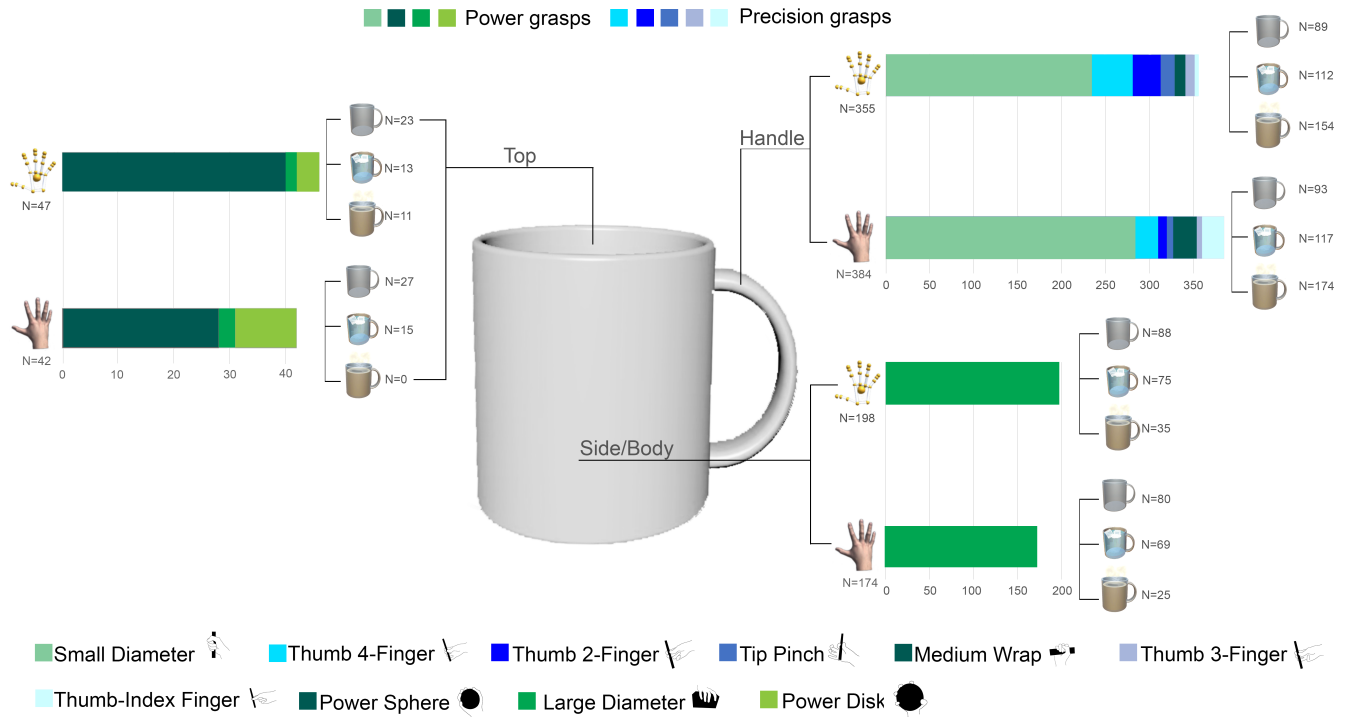 Power grasps
Precision grasps
N=47
N=23
N=13
N=11
N=42
0 10 20 30 40
N=27
N=15
N=0
Top
Handle
N=355
N=89
N=112
N=154
N=384
0 50 100 150 200 250 300 350
N=93
N=117
N=174
Side/Body
N=198
N=88
N=75
N=35
N=174
0 50 100 150 200
N=80
N=69
N=25
Small Diameter
Thumb 4-Finger
Thumb 2-Finger
Tip Pinch
Medium Wrap
Thumb 3-Finger
Thumb-Index Finger
Power Sphere
Large Diameter
Power Disk